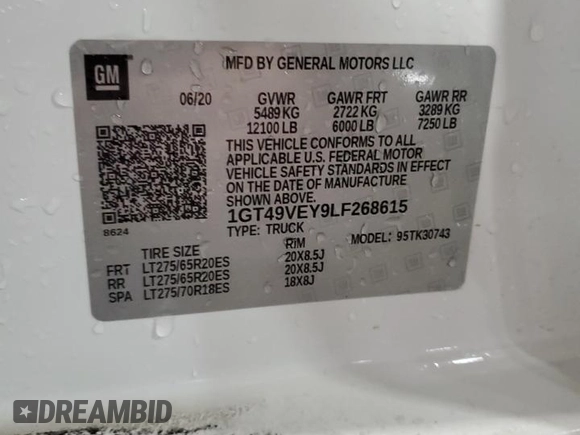 GM
MFD BY GENERAL MOTORS LLC
06/20 GVWR GAWR FRT GAWR RR
5489 KG 2722 KG 3289 KG
12100 LB 6000 LB 7250 LB
THIS VEHICLE CONFORMS TO ALL
APPLICABLE U.S. FEDERAL MOTOR
VEHICLE SAFETY STANDARDS IN EFFECT
ON THE DATE OF MANUFACTURE
SHOWN ABOVE.
8624
1GT49VEY9LF268615
TYPE: TRUCK MODEL: 95TK30743
TIRE SIZE RIM
FRT LT275/65R20ES 20X8.5J
RR LT275/65R20ES 20X8.5J
SPA LT275/70R18ES 18X8J
DREAMBID